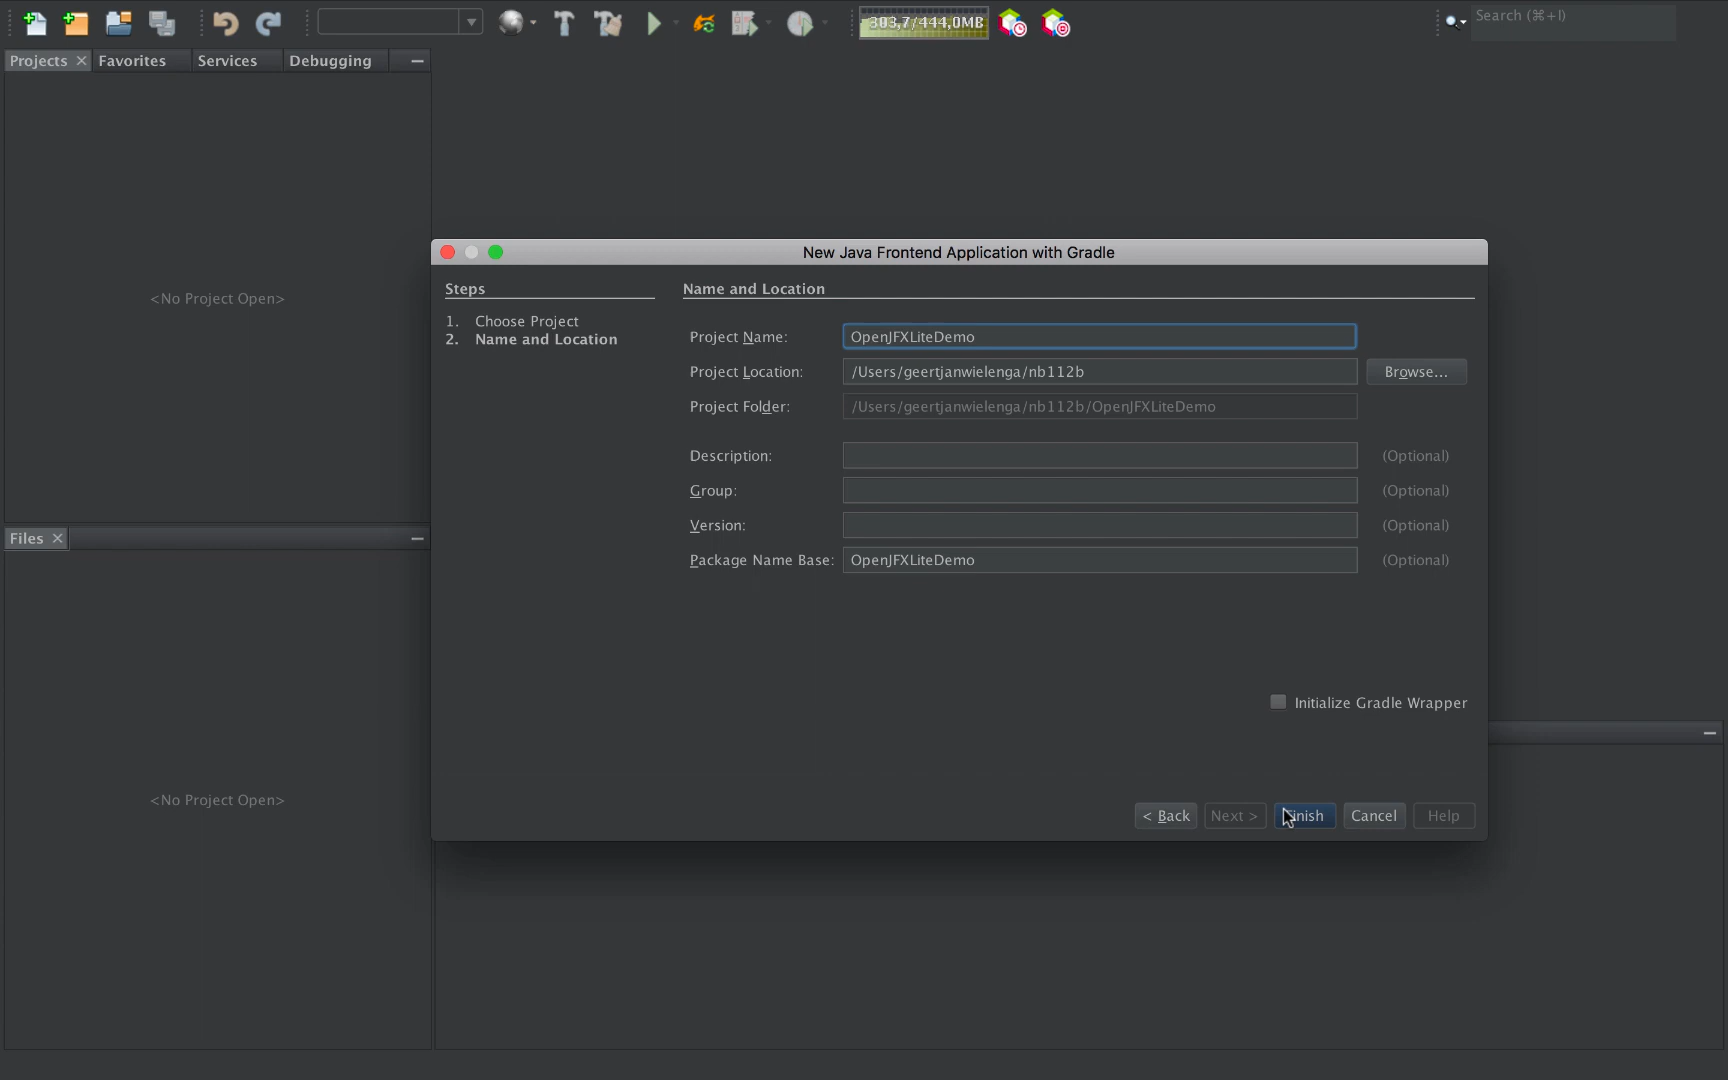 303,7/444,0MB
Search (⌘+I)
Projects
Favorites
Services
Debugging
<No Project Open>
Files
<No Project Open>
New Java Frontend Application with Gradle
Steps
1. Choose Project
2. Name and Location
Name and Location
Project Name: OpenJFXLiteDemo
Project Location: /Users/geertjanwielenga/nb112b Browse...
Project Folder: /Users/geertjanwielenga/nb112b/OpenJFXLiteDemo
Description: (Optional)
Group: (Optional)
Version: (Optional)
Package Name Base: OpenJFXLiteDemo (Optional)
Initialize Gradle Wrapper
< Back Next > Finish Cancel Help